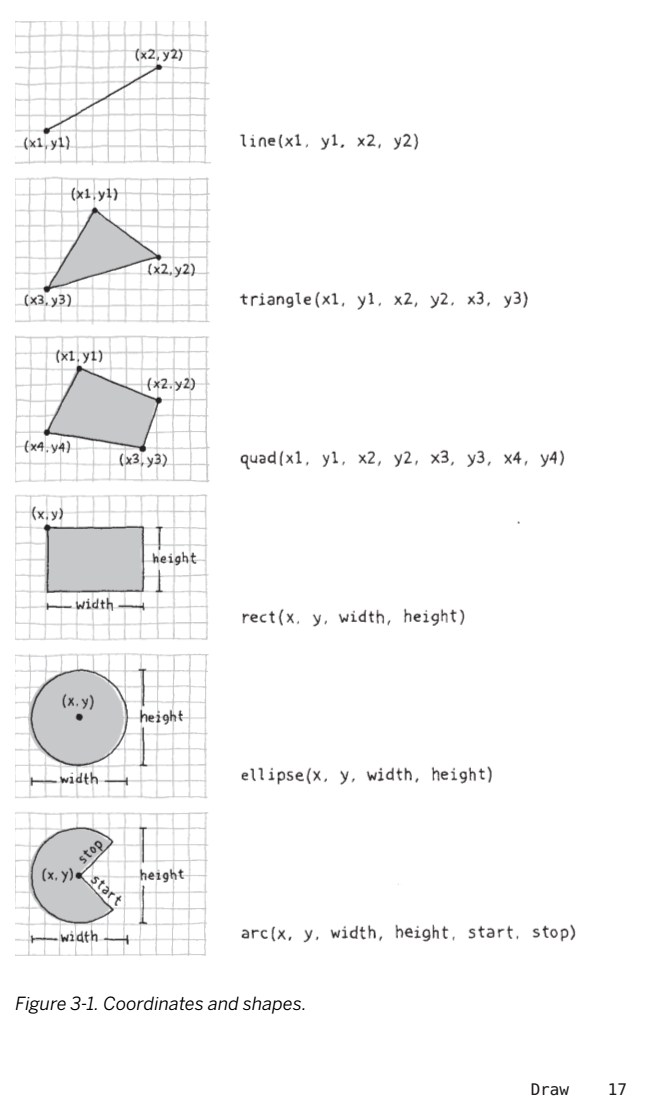 (x2,y2)
(x1,y1)
line(x1, y1, x2, y2)
(x1,y1)
(x2,y2)
(x3,y3)
triangle(x1, y1, x2, y2, x3, y3)
(x1,y1)
(x2,y2)
(x4,y4)
(x3,y3)
quad(x1, y1, x2, y2, x3, y3, x4, y4)
(x,y)
height
width
rect(x, y, width, height)
(x,y)
height
width
ellipse(x, y, width, height)
stop
(x,y)
height
start
width
arc(x, y, width, height, start, stop)
Figure 3-1. Coordinates and shapes.
Draw 17